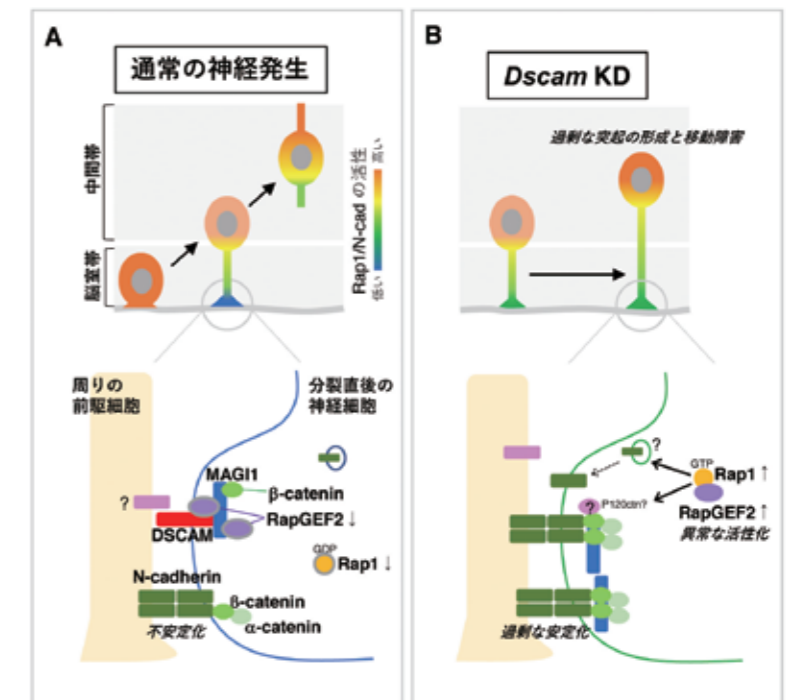 A
通常の神経発生
中間帯
脳室帯
Rap1/N-cad の活性
高い
低い
周りの
前駆細胞
分裂直後の
神経細胞
MAGI1
β-catenin
?
RapGEF2↓
DSCAM
GDP
Rap1↓
N-cadherin
β-catenin
α-catenin
不安定化
B
Dscam KD
過剰な突起の形成と移動障害
?
GTP
Rap1↑
? P120ctn?
RapGEF2↑
異常な活性化
過剰な安定化